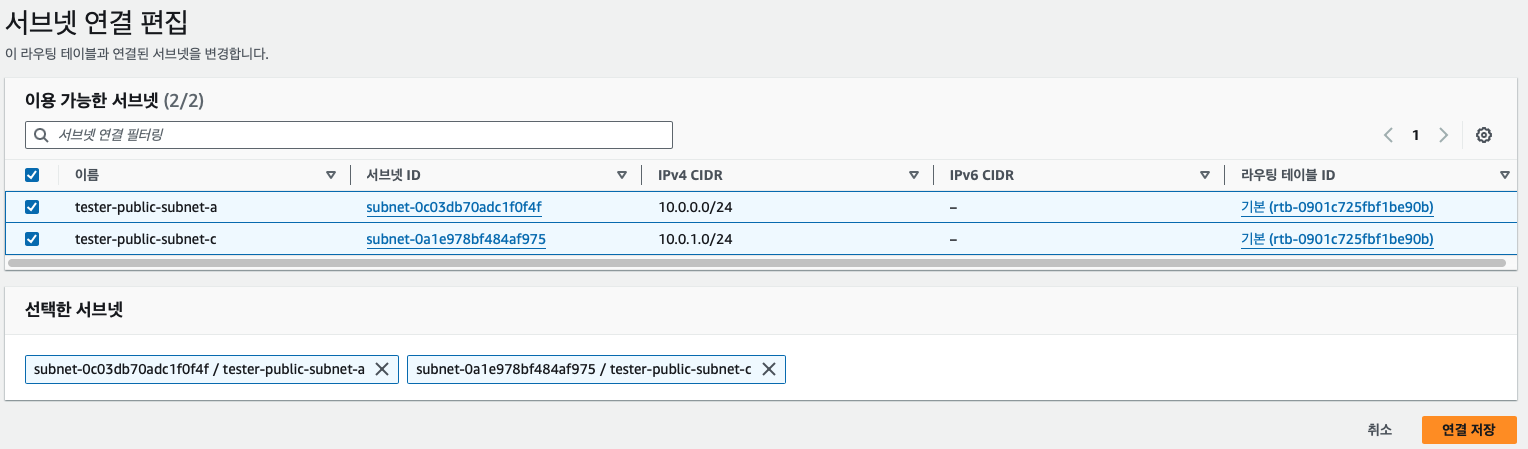 서브넷 연결 편집
이 라우팅 테이블과 연결된 서브넷을 변경합니다.
이용 가능한 서브넷 (2/2)
서브넷 연결 필터링
1
이름 서브넷 ID IPv4 CIDR IPv6 CIDR 라우팅 테이블 ID
tester-public-subnet-a subnet-0c03db70adc1f0f4f 10.0.0.0/24 – 기본 (rtb-0901c725fbf1be90b)
tester-public-subnet-c subnet-0a1e978bf484af975 10.0.1.0/24 – 기본 (rtb-0901c725fbf1be90b)
선택한 서브넷
subnet-0c03db70adc1f0f4f / tester-public-subnet-a subnet-0a1e978bf484af975 / tester-public-subnet-c
취소 연결 저장